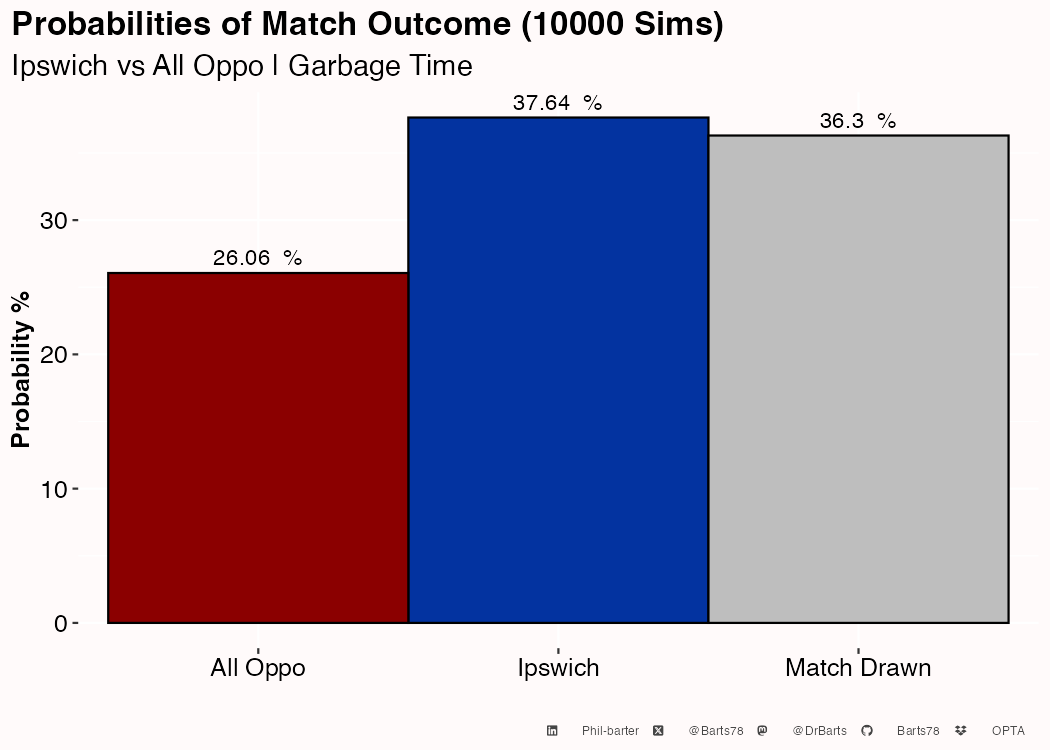 Probabilities of Match Outcome (10000 Sims)
Ipswich vs All Oppo | Garbage Time
37.64 %
36.3 %
26.06 %
30
20
10
0
Probability %
All Oppo
Ipswich
Match Drawn
Phil-barter @Barts78 @DrBarts Barts78 OPTA